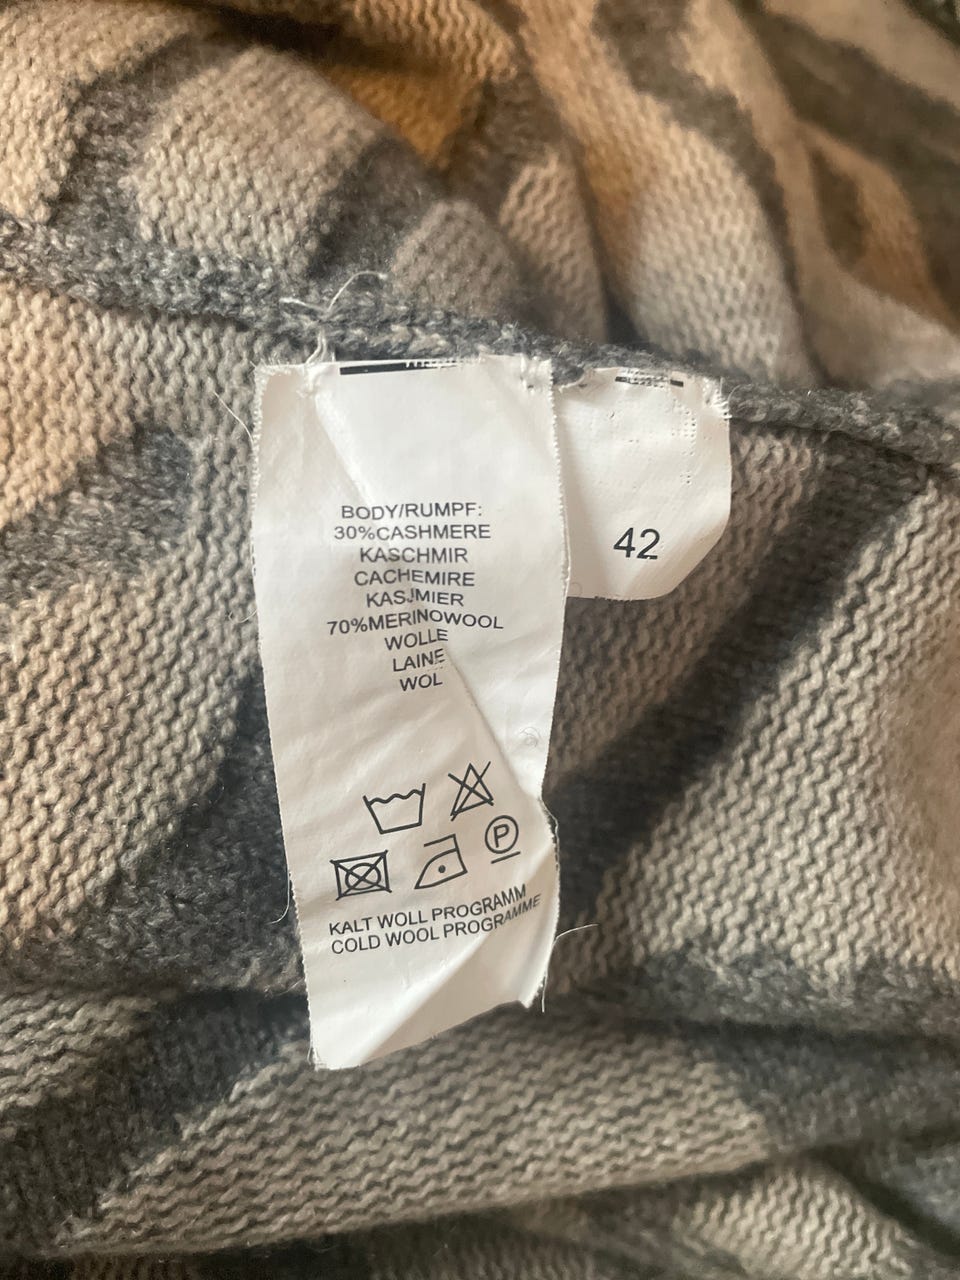 BODY/RUMPF:
30%CASHMERE
KASCHMIR
CACHEMIRE
KASJMIER
70%MERINOWOOL
WOLLE
LAINE
WOL
P
KALT WOLL PROGRAMM
COLD WOOL PROGRAMME
42